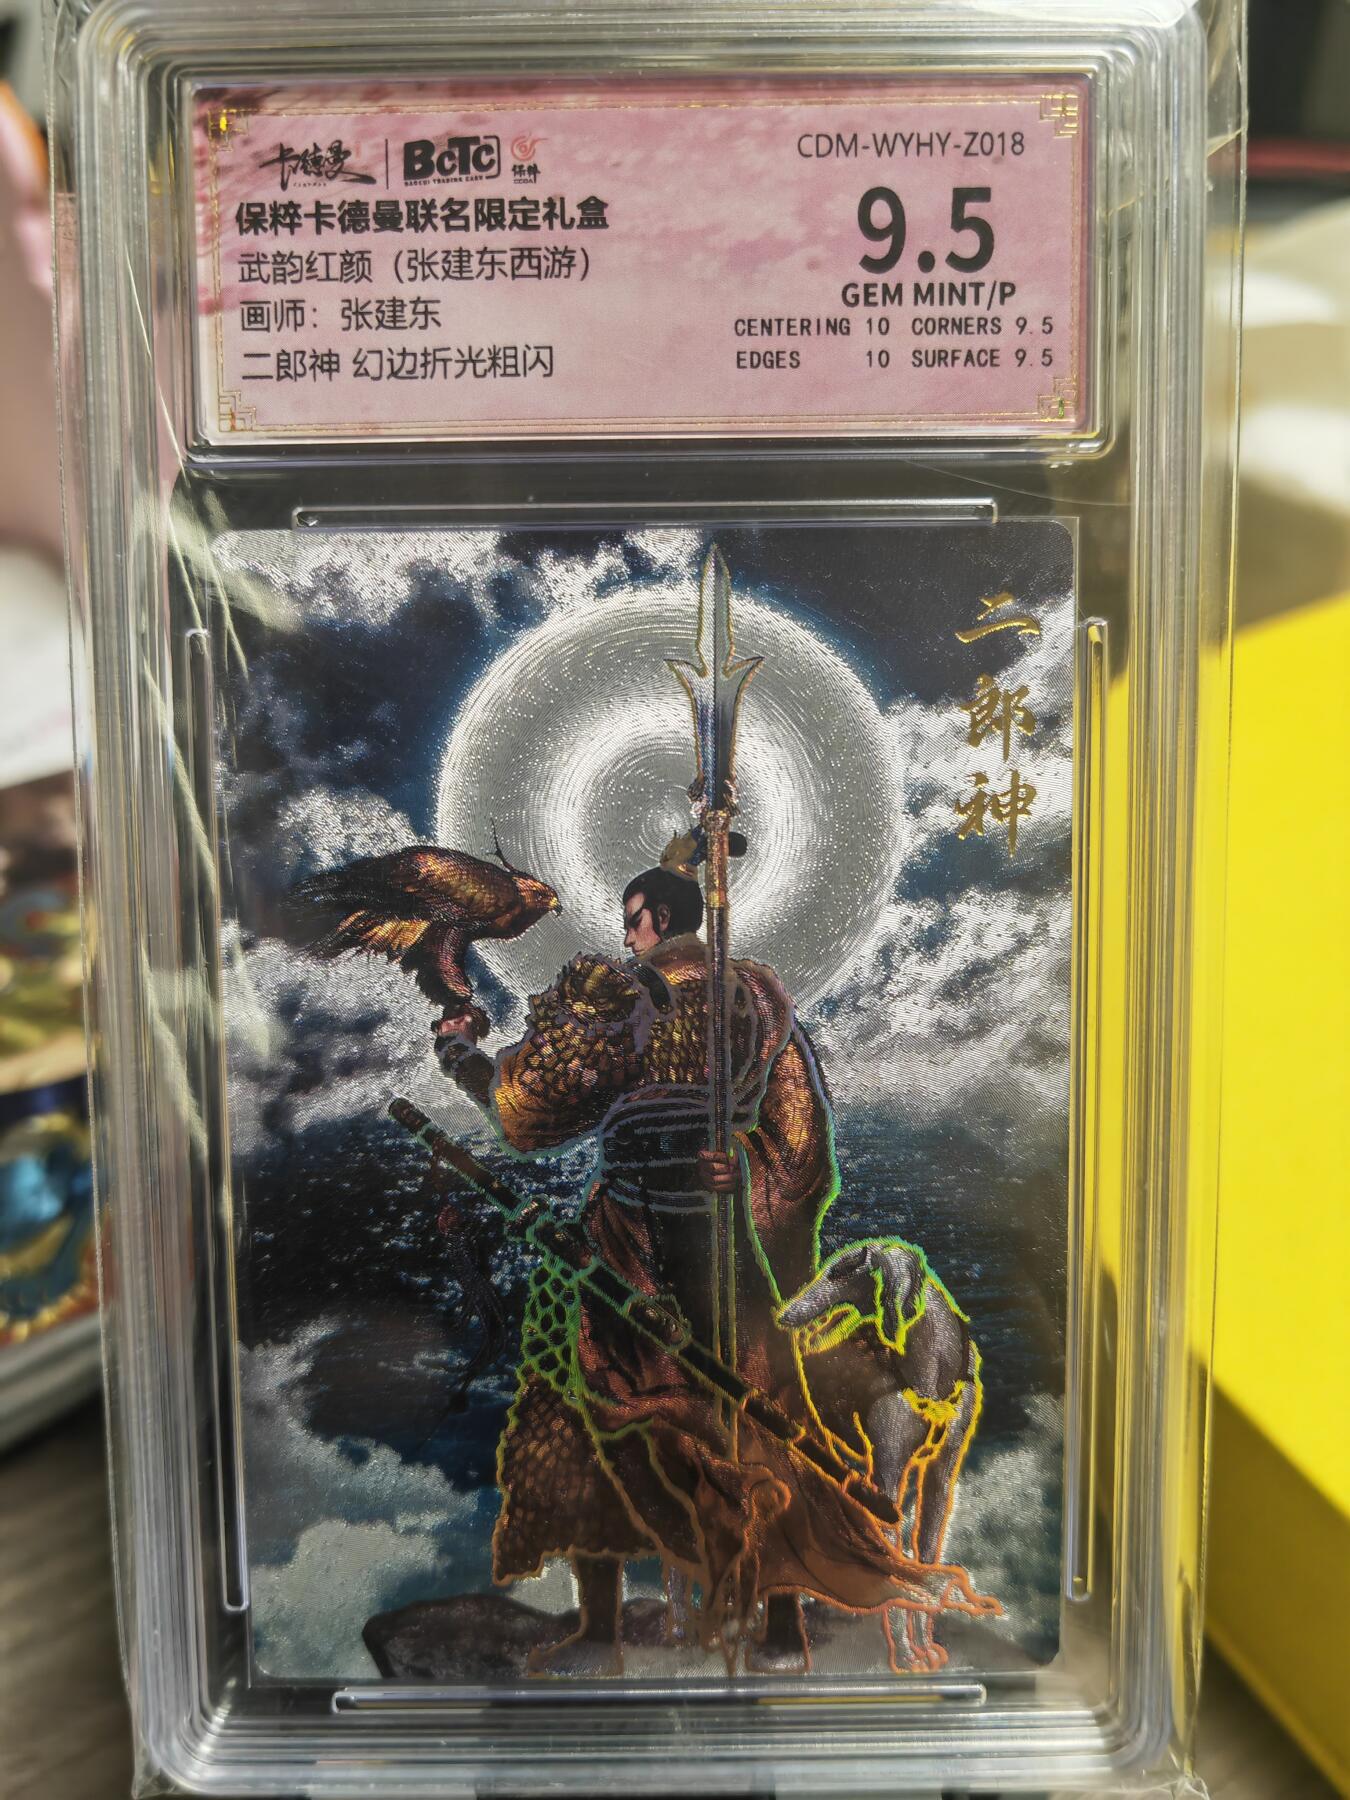 卡德曼 BCTC 保粹
BAOCUI TRADING CARD
CDM-WYHY-Z018
保粹卡德曼联名限定礼盒
武韵红颜（张建东西游）
画师：张建东
二郎神 幻边折光粗闪
9.5
GEM MINT/P
CENTERING 10 CORNERS 9.5
EDGES 10 SURFACE 9.5
二郎神